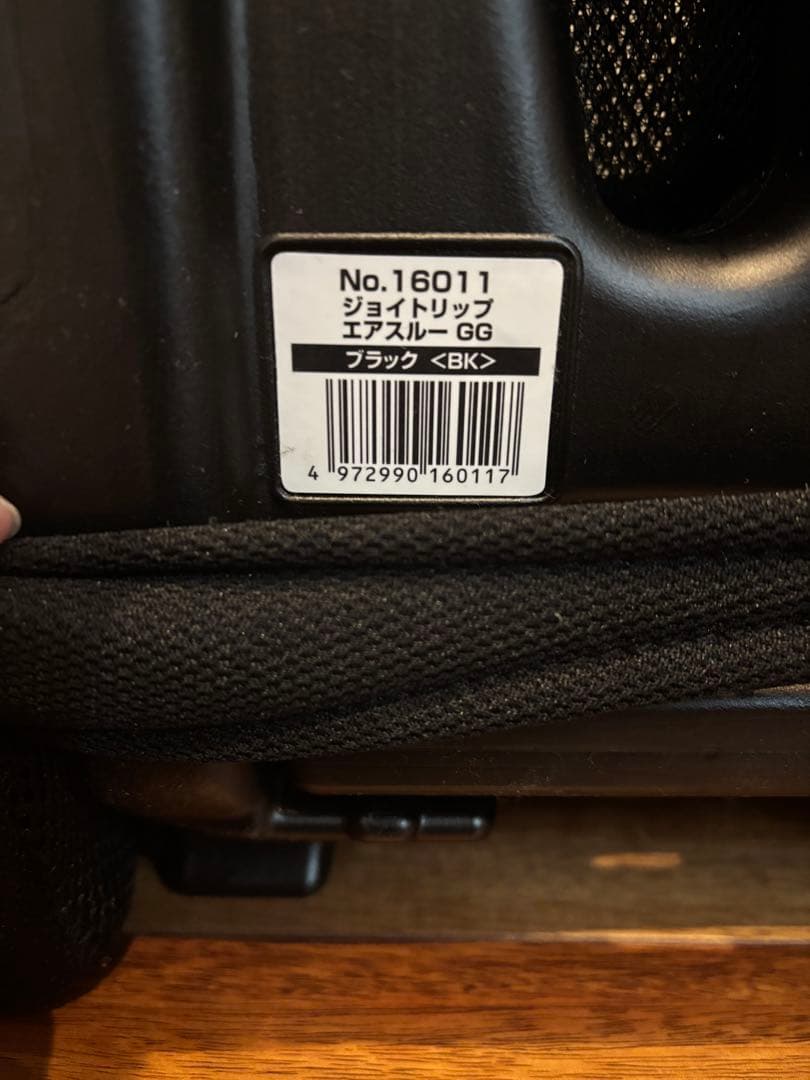 No.16011
ジョイトリップ
エアスルー GG
ブラック <BK>
4 972990 160117